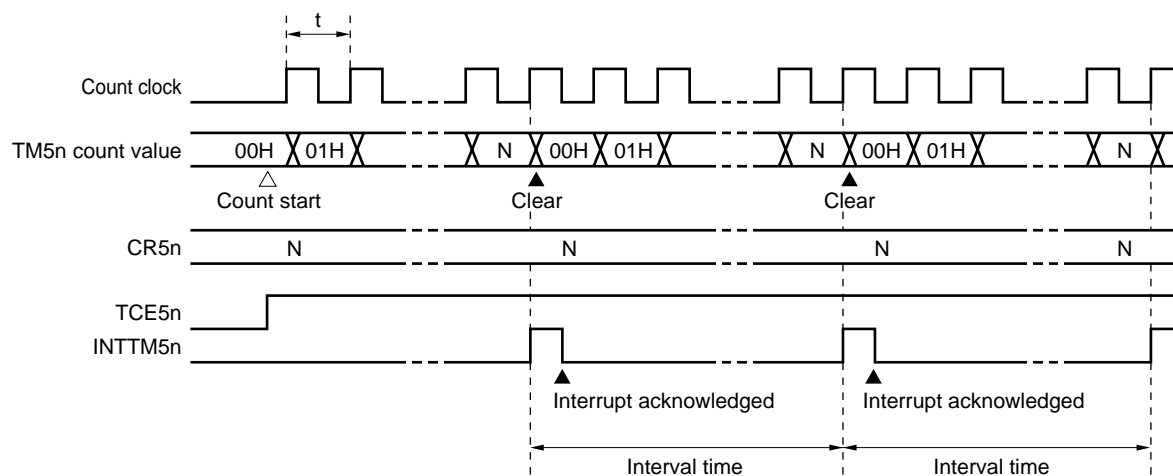 t
Count clock
TM5n count value
00H 01H N 00H 01H N 00H 01H N
Count start Clear Clear
CR5n N N N N
TCE5n
INTTM5n
Interrupt acknowledged Interrupt acknowledged
Interval time Interval time